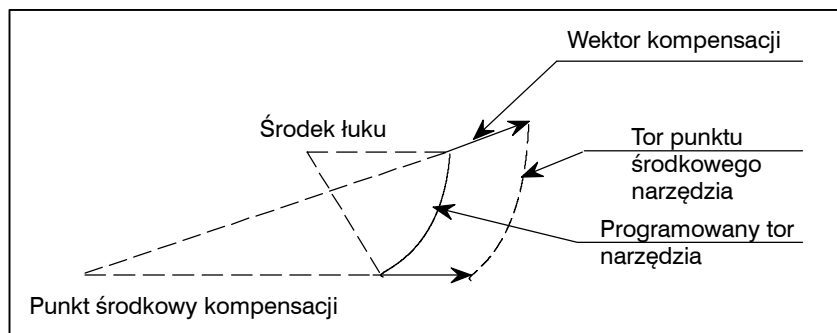 Wektor kompensacji
Środek łuku
Tor punktu
środkowego
narzędzia
Programowany tor
narzędzia
Punkt środkowy kompensacji